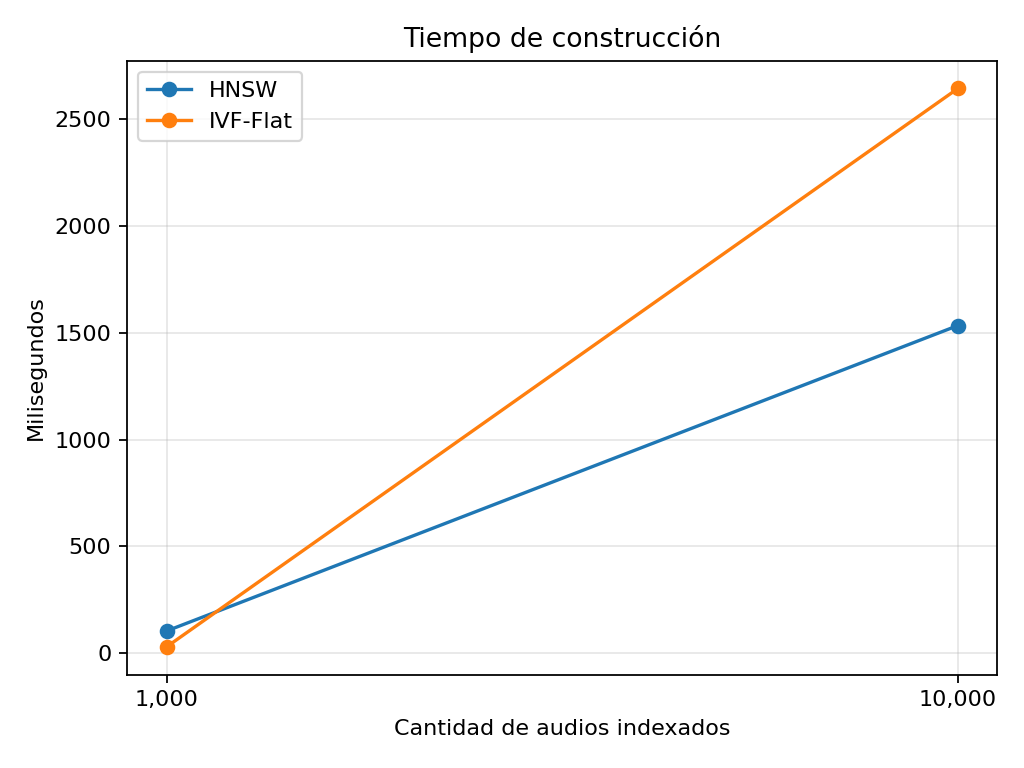 Tiempo de construcción
HNSW
IVF-Flat
2500
2000
1500
1000
500
0
Milisegundos
1,000
10,000
Cantidad de audios indexados